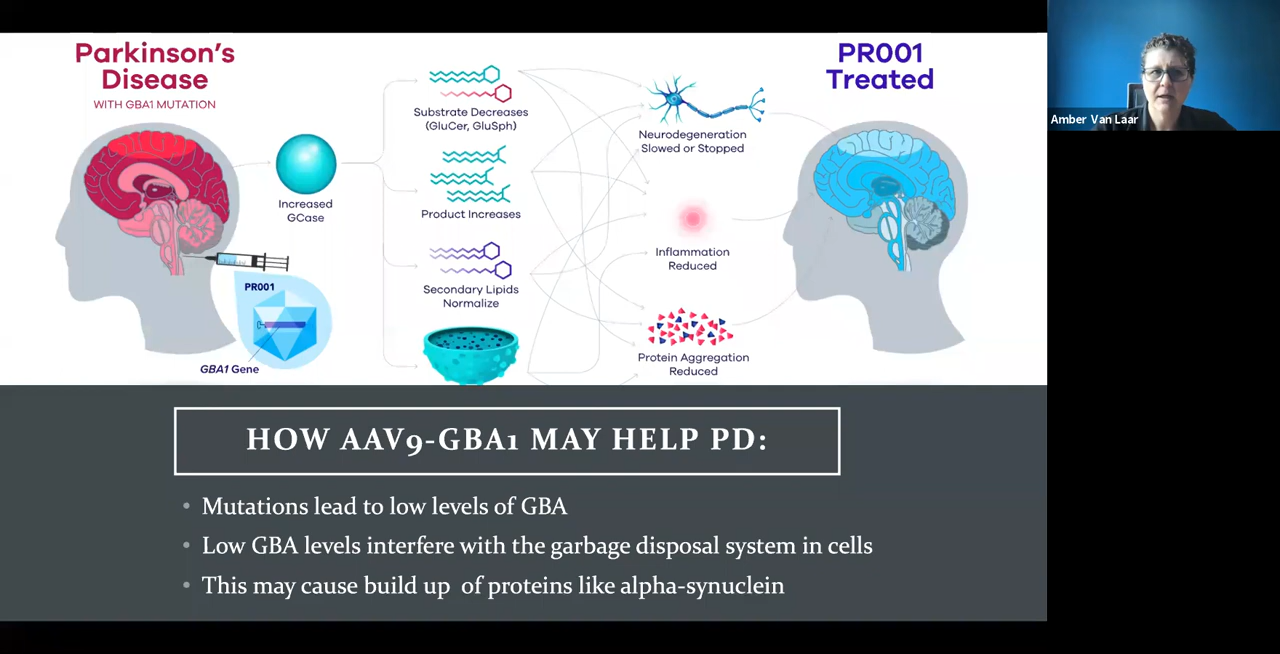 Parkinson's
Disease
WITH GBA1 MUTATION
PR001
GBA1 Gene
Increased
GCase
Substrate Decreases
(GluCer, GluSph)
Product Increases
Secondary Lipids
Normalize
Neurodegeneration
Slowed or Stopped
Inflammation
Reduced
Protein Aggregation
Reduced
PR001
Treated
Amber Van Laar
HOW AAV9-GBA1 MAY HELP PD:
• Mutations lead to low levels of GBA
• Low GBA levels interfere with the garbage disposal system in cells
• This may cause build up of proteins like alpha-synuclein